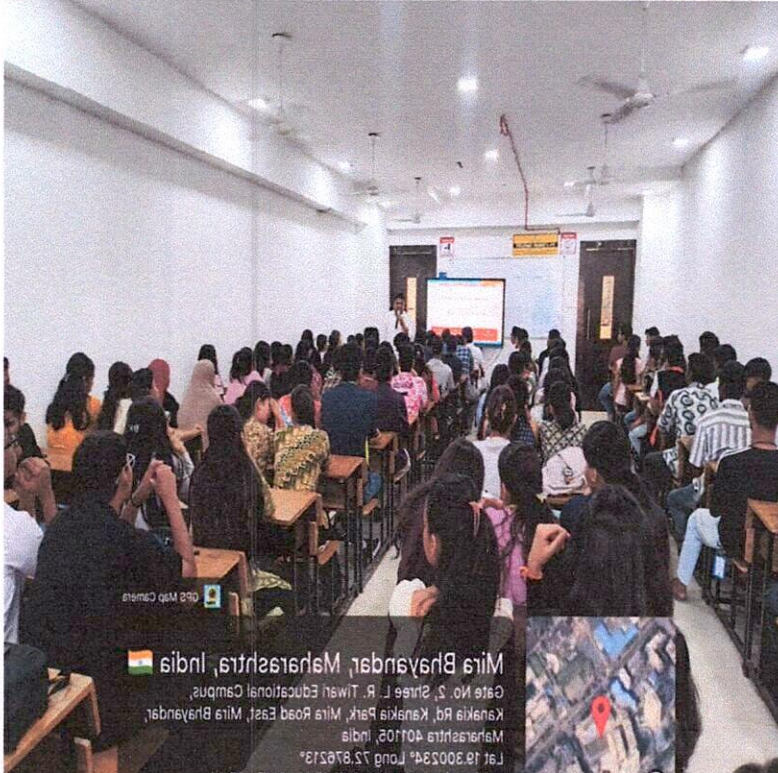 GPS Map Camera
Mira Bhayandar, Maharashtra, India
Gate No. 2, Shree L. R. Tiwari Educational Campus,
Kanakia Rd, Kanakia Park, Mira Road East, Mira Bhayandar,
Maharashtra 401105, India
Lat 19.300234° Long 72.876213°